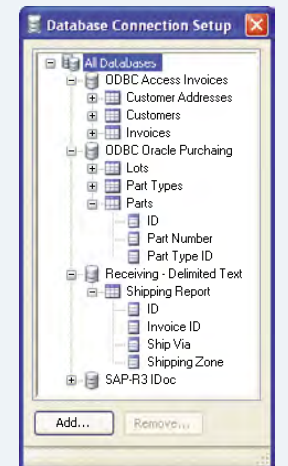 Database Connection Setup
All Databases
ODBC Access Invoices
Customer Addresses
Customers
Invoices
ODBC Oracle Purchaing
Lots
Part Types
Parts
ID
Part Number
Part Type ID
Receiving - Delimited Text
Shipping Report
ID
Invoice ID
Ship Via
Shipping Zone
SAP-R3 IDoc
Add... Remove...